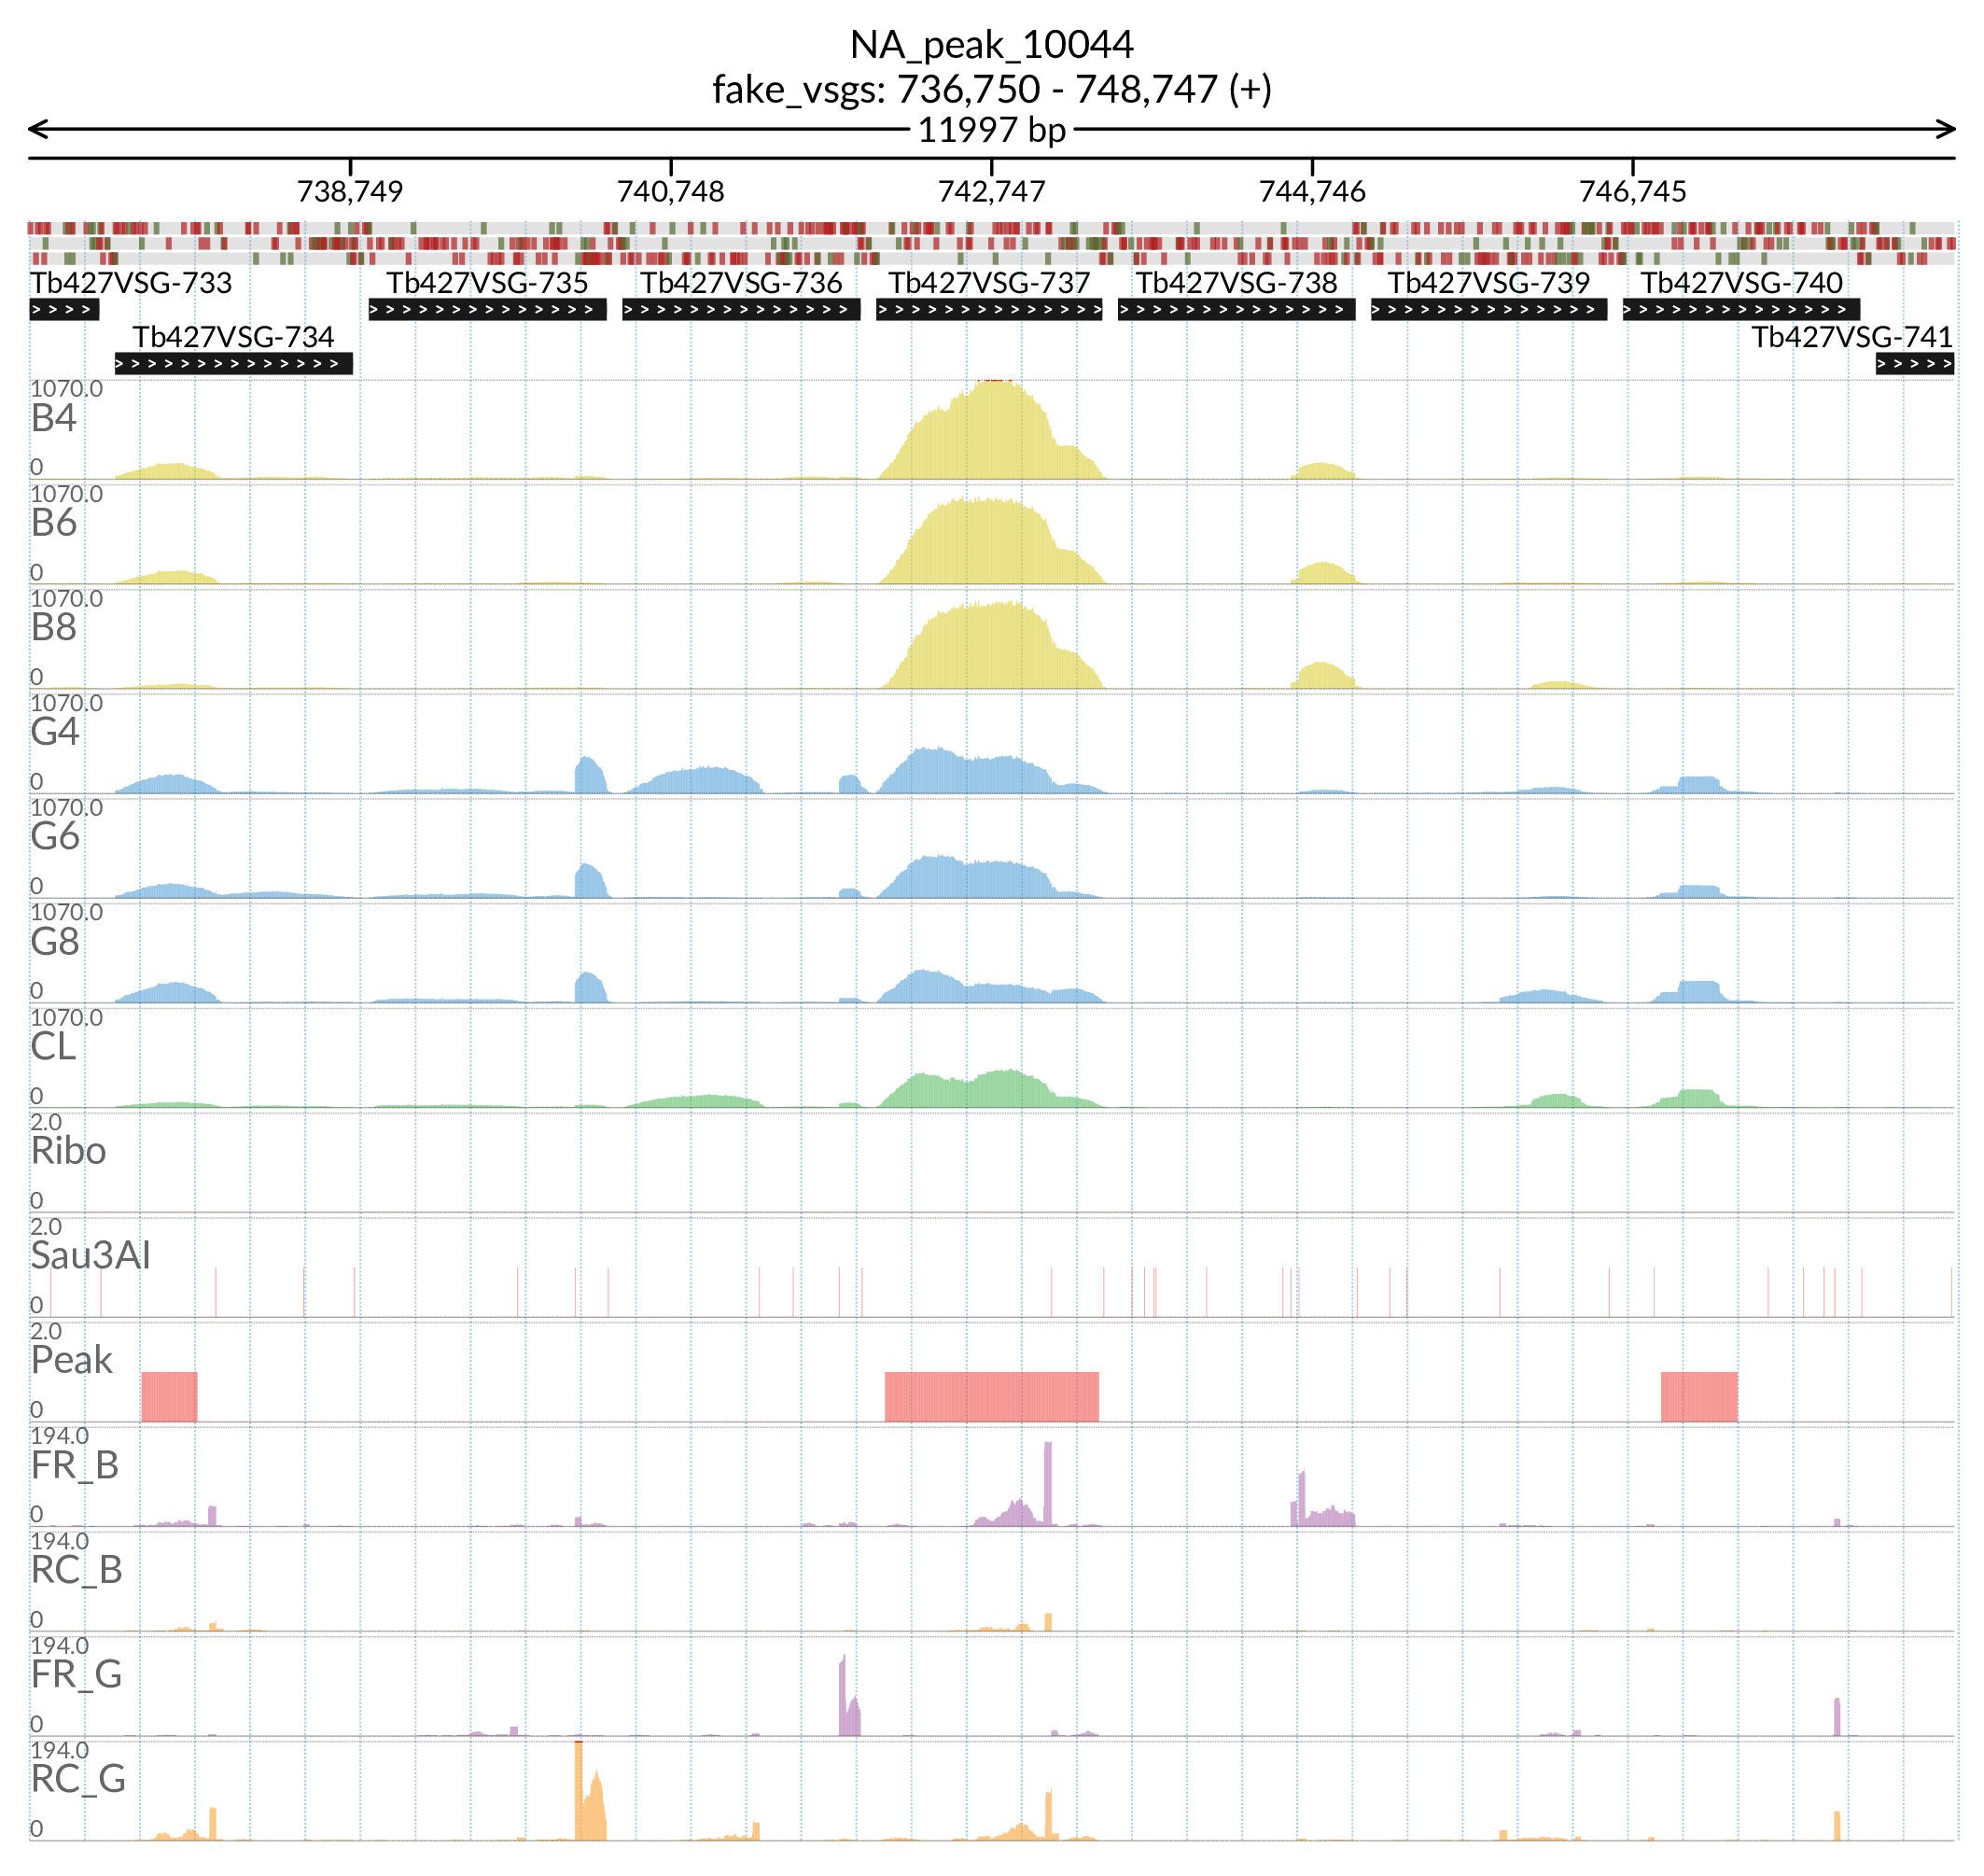 NA_peak_10044
fake_vsgs: 736,750 - 748,747 (+)
11997 bp
738,749 740,748 742,747 744,746 746,745
Tb427VSG-733 Tb427VSG-735 Tb427VSG-736 Tb427VSG-737 Tb427VSG-738 Tb427VSG-739 Tb427VSG-740
Tb427VSG-734 Tb427VSG-741
1070.0
B4
0
1070.0
B6
0
1070.0
B8
0
1070.0
G4
0
1070.0
G6
0
1070.0
G8
0
1070.0
CL
0
2.0
Ribo
0
2.0
Sau3AI
0
2.0
Peak
0
194.0
FR_B
0
194.0
RC_B
0
194.0
FR_G
0
194.0
RC_G
0